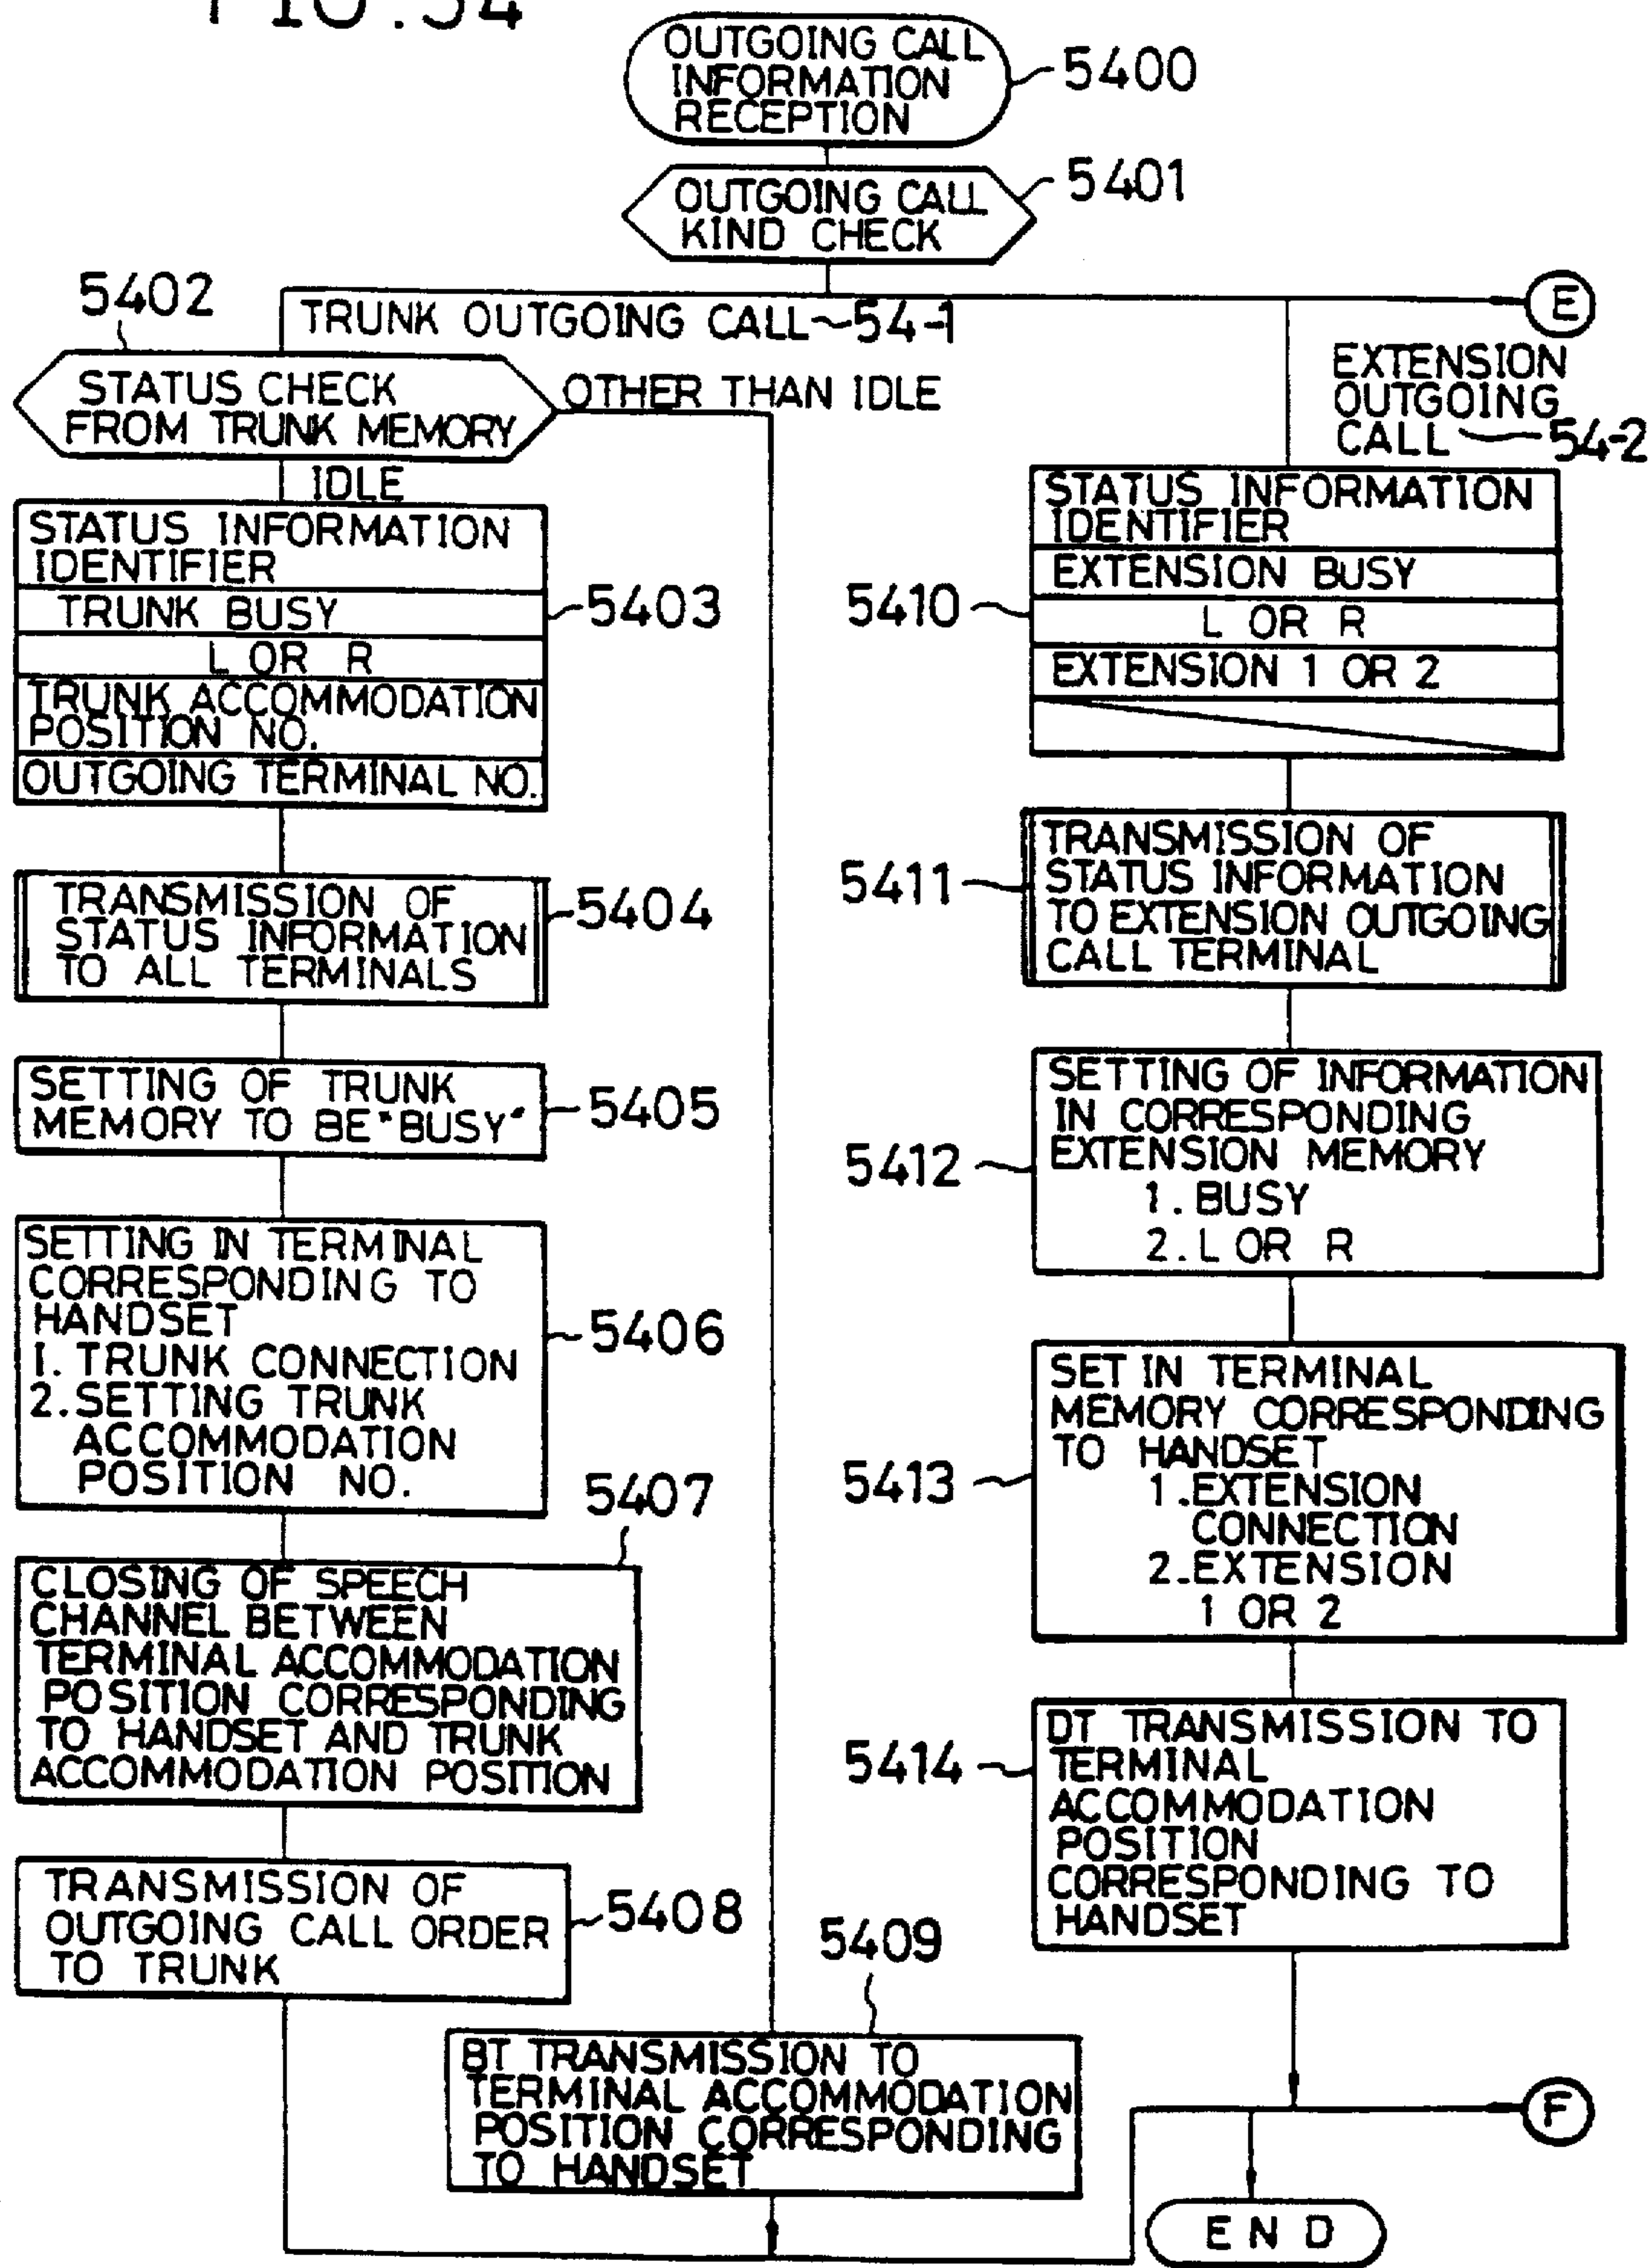 FIG.54
OUTGOING CALL
INFORMATION
RECEPTION
5400
OUTGOING CALL
KIND CHECK
5401
E
TRUNK OUTGOING CALL~54-1
EXTENSION
OUTGOING
CALL
54-2
5402
STATUS CHECK
FROM TRUNK MEMORY
OTHER THAN IDLE
IDLE
STATUS INFORMATION
IDENTIFIER
TRUNK BUSY
L OR R
TRUNK ACCOMMODATION
POSITION NO.
OUTGOING TERMINAL NO.
5403
TRANSMISSION OF
STATUS INFORMATION
TO ALL TERMINALS
5404
SETTING OF TRUNK
MEMORY TO BE "BUSY"
5405
SETTING IN TERMINAL
CORRESPONDING TO
HANDSET
1. TRUNK CONNECTION
2. SETTING TRUNK
ACCOMMODATION
POSITION NO.
5406
5407
CLOSING OF SPEECH
CHANNEL BETWEEN
TERMINAL ACCOMMODATION
POSITION CORRESPONDING
TO HANDSET AND TRUNK
ACCOMMODATION POSITION
TRANSMISSION OF
OUTGOING CALL ORDER
TO TRUNK
5408
5409
BT TRANSMISSION TO
TERMINAL ACCOMMODATION
POSITION CORRESPONDING
TO HANDSET
5410
STATUS INFORMATION
IDENTIFIER
EXTENSION BUSY
L OR R
EXTENSION 1 OR 2
5411
TRANSMISSION OF
STATUS INFORMATION
TO EXTENSION OUTGOING
CALL TERMINAL
5412
SETTING OF INFORMATION
IN CORRESPONDING
EXTENSION MEMORY
1. BUSY
2. L OR R
5413
SET IN TERMINAL
MEMORY CORRESPONDING
TO HANDSET
1. EXTENSION
CONNECTION
2. EXTENSION
1 OR 2
5414
DT TRANSMISSION TO
TERMINAL
ACCOMMODATION
POSITION
CORRESPONDING TO
HANDSET
F
END